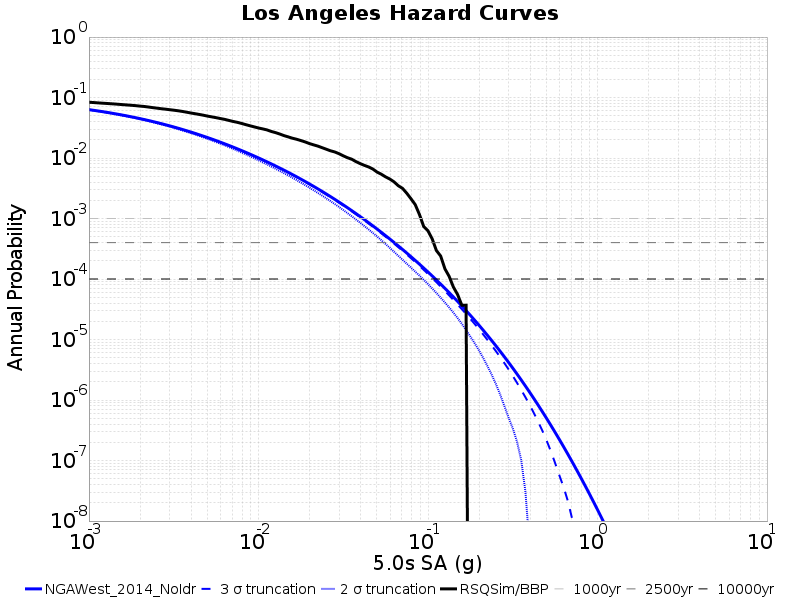 Los Angeles Hazard Curves
10^0
10^-1
10^-2
10^-3
10^-4
10^-5
10^-6
10^-7
10^-8
Annual Probability
10^-3 10^-2 10^-1 10^0 10^1
5.0s SA (g)
NGAWest_2014_NoIdr 3 σ truncation 2 σ truncation RSQSim/BBP 1000yr 2500yr 10000yr